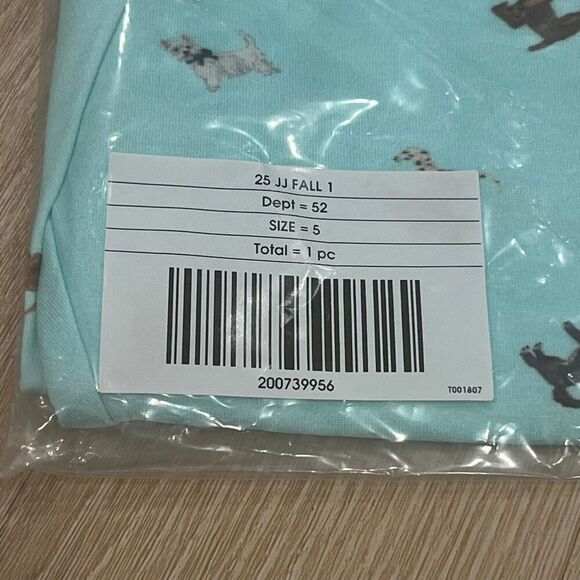 25 JJ FALL 1
Dept = 52
SIZE = 5
Total = 1 pc
200739956
T001807